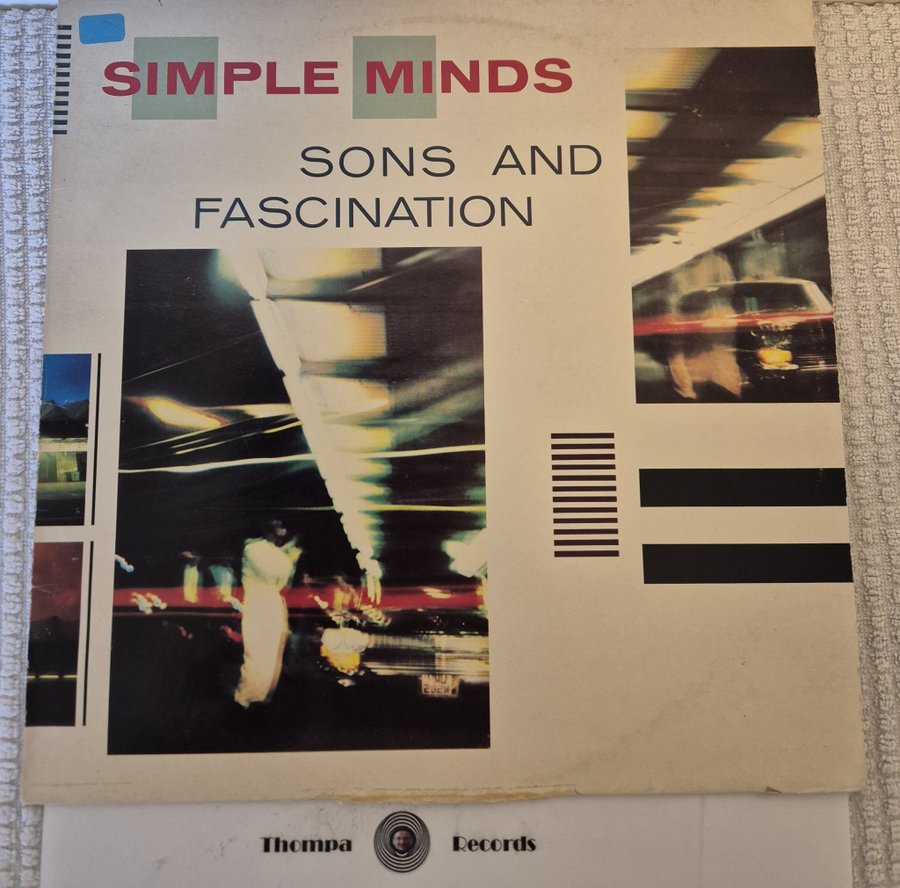 SIMPLE MINDS
SONS AND
FASCINATION
Thompa Records